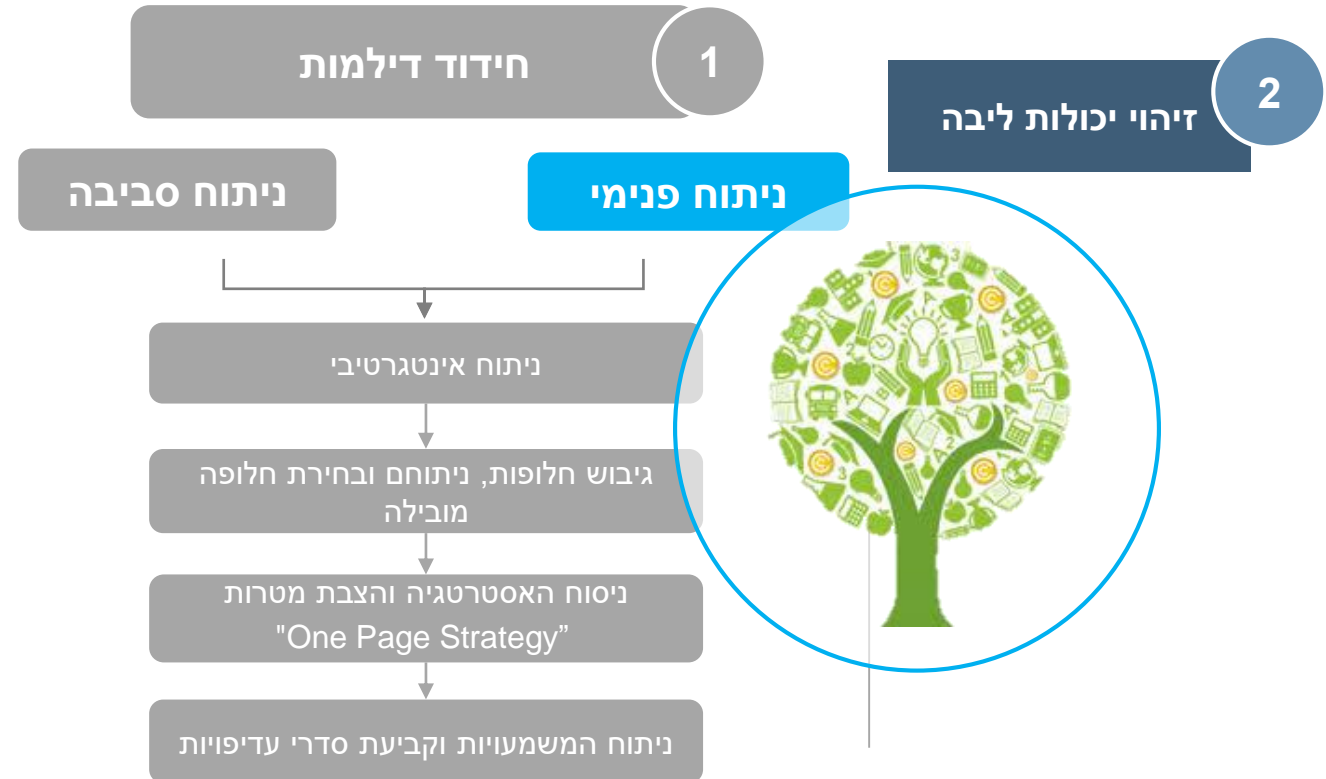 חידוד דילמות
1
2
זיהוי יכולות ליבה
ניתוח פנימי
ניתוח סביבה
ניתוח אינטגרטיבי
גיבוש חלופות, ניתוחם ובחירת חלופה
מובילה
ניסוח האסטרטגיה והצבת מטרות
"One Page Strategy”
ניתוח המשמעויות וקביעת סדרי עדיפויות